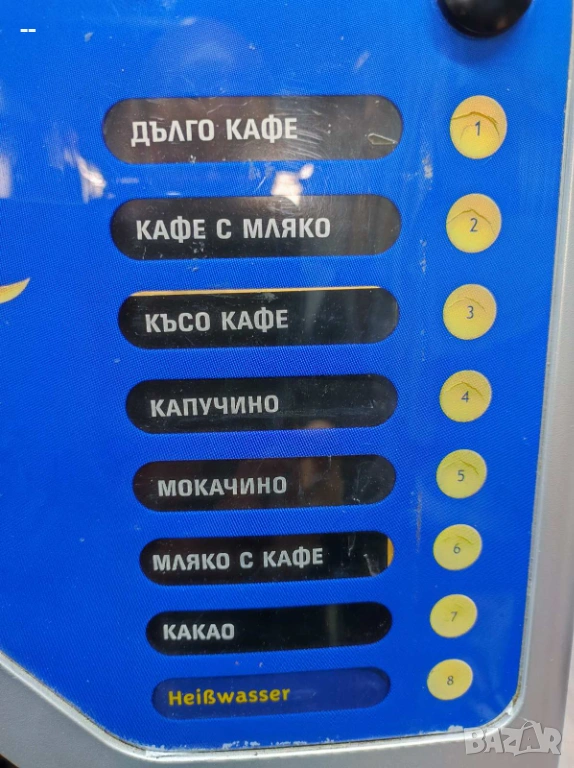 --
ДЪЛГО КАФЕ 1
КАФЕ С МЛЯКО 2
КЪСО КАФЕ 3
КАПУЧИНО 4
МОКАЧИНО 5
МЛЯКО С КАФЕ 6
КАКАО 7
Heißwasser 8
BAZAR